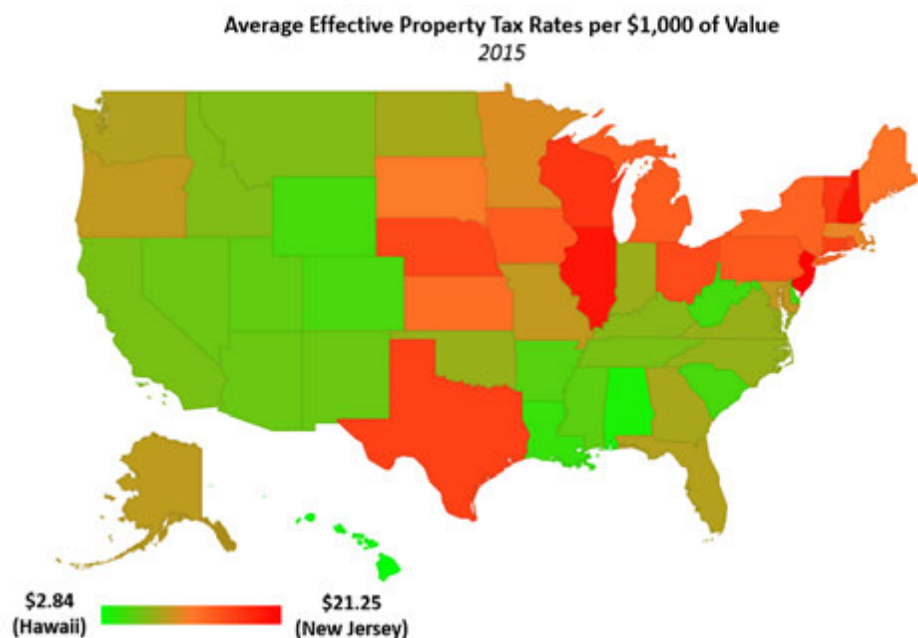 Average Effective Property Tax Rates per $1,000 of Value
2015
$2.84
(Hawaii)
$21.25
(New Jersey)